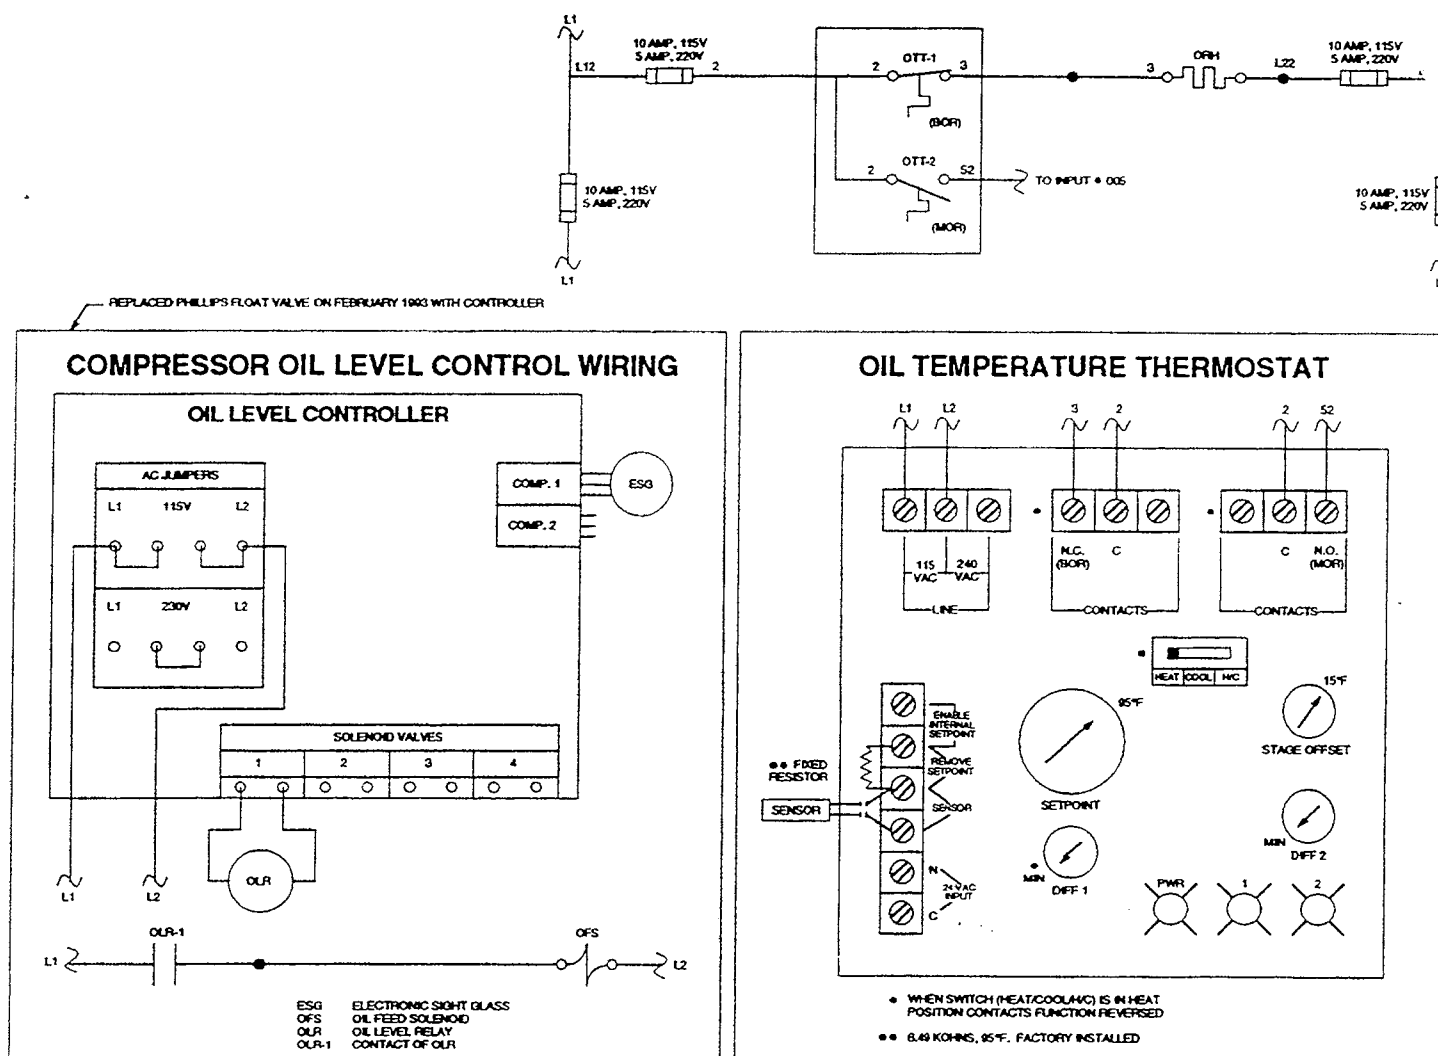 L1
10 AMP, 115V
5 AMP, 220V
L12
2
2
OTT-1
3
(BOR)
3
ORH
L22
10 AMP, 115V
5 AMP, 220V
2
OTT-2
S2
(MOR)
TO INPUT # 005
10 AMP, 115V
5 AMP, 220V
10 AMP, 115V
5 AMP, 220V
L1
REPLACED PHILLIPS FLOAT VALVE ON FEBRUARY 1993 WITH CONTROLLER
COMPRESSOR OIL LEVEL CONTROL WIRING
OIL LEVEL CONTROLLER
AC JUMPERS
L1 115V L2
L1 230V L2
COMP. 1
COMP. 2
ESG
SOLENOID VALVES
1 2 3 4
OLR
L1
L2
OLR-1
OFS
L1
L2
ESG ELECTRONIC SIGHT GLASS
OFS OIL FEED SOLENOID
OLR OIL LEVEL RELAY
OLR-1 CONTACT OF OLR
OIL TEMPERATURE THERMOSTAT
L1 L2 3 2 2 S2
* * 
115 VAC 240 VAC
LINE
N.C. (BOR) C
CONTACTS
C N.O. (MOR)
CONTACTS
*
HEAT COOL H/C
95°F
SETPOINT
15°F
STAGE OFFSET
ENABLE INTERNAL SETPOINT
REMOVE SETPOINT
SENSOR
** FIXED RESISTOR
SENSOR
N
24 VAC INPUT
C
* MIN
DIFF 1
MIN
DIFF 2
PWR 1 2
* WHEN SWITCH (HEAT/COOL/H/C) IS IN HEAT
POSITION CONTACTS FUNCTION REVERSED
** 6.49 KOHNS, 95°F. FACTORY INSTALLED